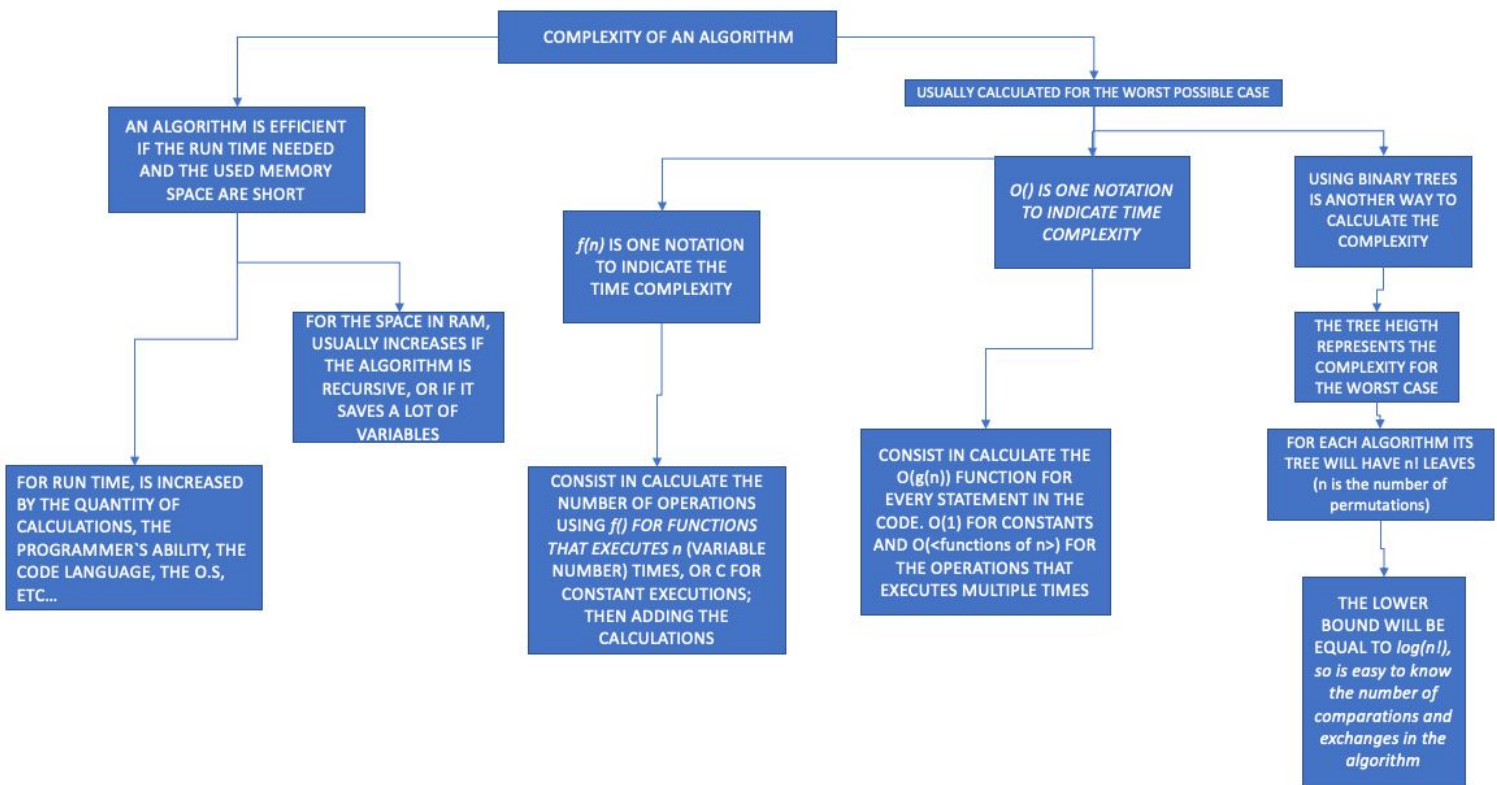 COMPLEXITY OF AN ALGORITHM
USUALLY CALCULATED FOR THE WORST POSSIBLE CASE
AN ALGORITHM IS EFFICIENT
IF THE RUN TIME NEEDED
AND THE USED MEMORY
SPACE ARE SHORT
FOR THE SPACE IN RAM,
USUALLY INCREASES IF
THE ALGORITHM IS
RECURSIVE, OR IF IT
SAVES A LOT OF
VARIABLES
FOR RUN TIME, IS INCREASED
BY THE QUANTITY OF
CALCULATIONS, THE
PROGRAMMER`S ABILITY, THE
CODE LANGUAGE, THE O.S,
ETC...
f(n) IS ONE NOTATION
TO INDICATE THE
TIME COMPLEXITY
CONSIST IN CALCULATE THE
NUMBER OF OPERATIONS
USING f() FOR FUNCTIONS
THAT EXECUTES n (VARIABLE
NUMBER) TIMES, OR C FOR
CONSTANT EXECUTIONS;
THEN ADDING THE
CALCULATIONS
O() IS ONE NOTATION
TO INDICATE TIME
COMPLEXITY
CONSIST IN CALCULATE THE
O(g(n)) FUNCTION FOR
EVERY STATEMENT IN THE
CODE. O(1) FOR CONSTANTS
AND O(<functions of n>) FOR
THE OPERATIONS THAT
EXECUTES MULTIPLE TIMES
USING BINARY TREES
IS ANOTHER WAY TO
CALCULATE THE
COMPLEXITY
THE TREE HEIGTH
REPRESENTS THE
COMPLEXITY FOR
THE WORST CASE
FOR EACH ALGORITHM ITS
TREE WILL HAVE n! LEAVES
(n is the number of
permutations)
THE LOWER
BOUND WILL BE
EQUAL TO log(n!),
so is easy to know
the number of
comparations and
exchanges in the
algorithm